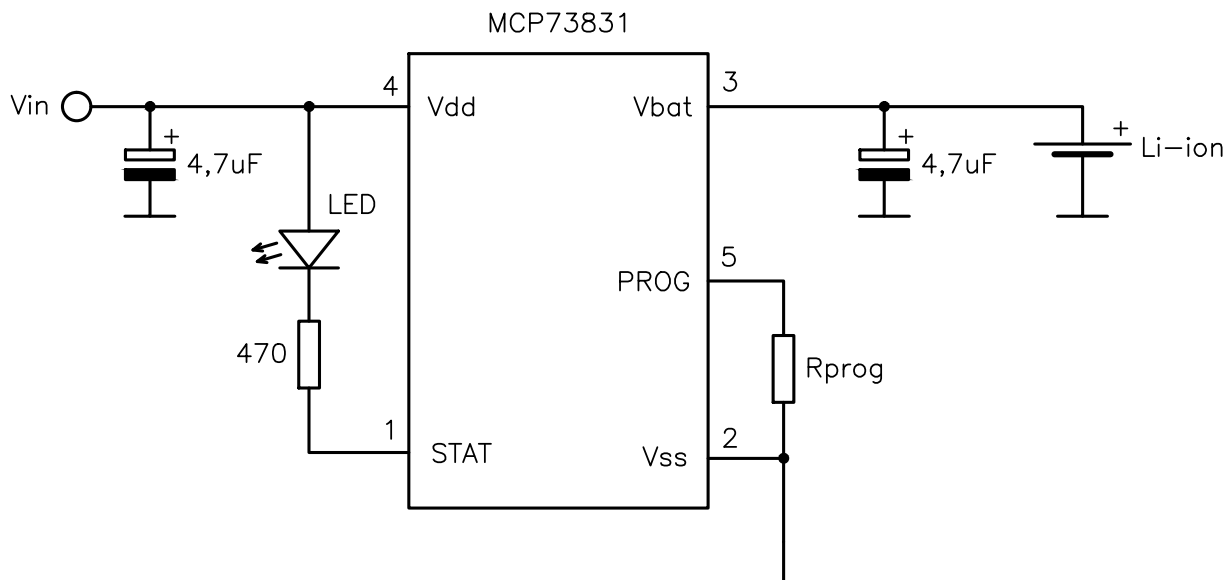 MCP73831
4
3
Vin
Vdd
Vbat
+
4,7uF
+
4,7uF
+
Li-ion
LED
5
PROG
470
Rprog
1
STAT
2
Vss